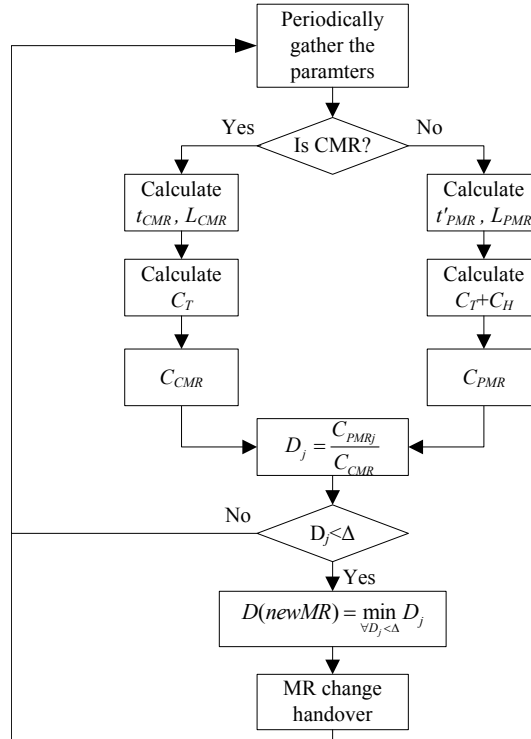 Periodically
gather the
paramters
Yes
No
Is CMR?
Calculate
t_CMR , L_CMR
Calculate
t'_PMR , L_PMR
Calculate
C_T
Calculate
C_T+C_H
C_CMR
C_PMR
D_j = C_PMRj / C_CMR
No
D_j<Δ
Yes
D(newMR) = min_∀D_j<Δ D_j
MR change
handover